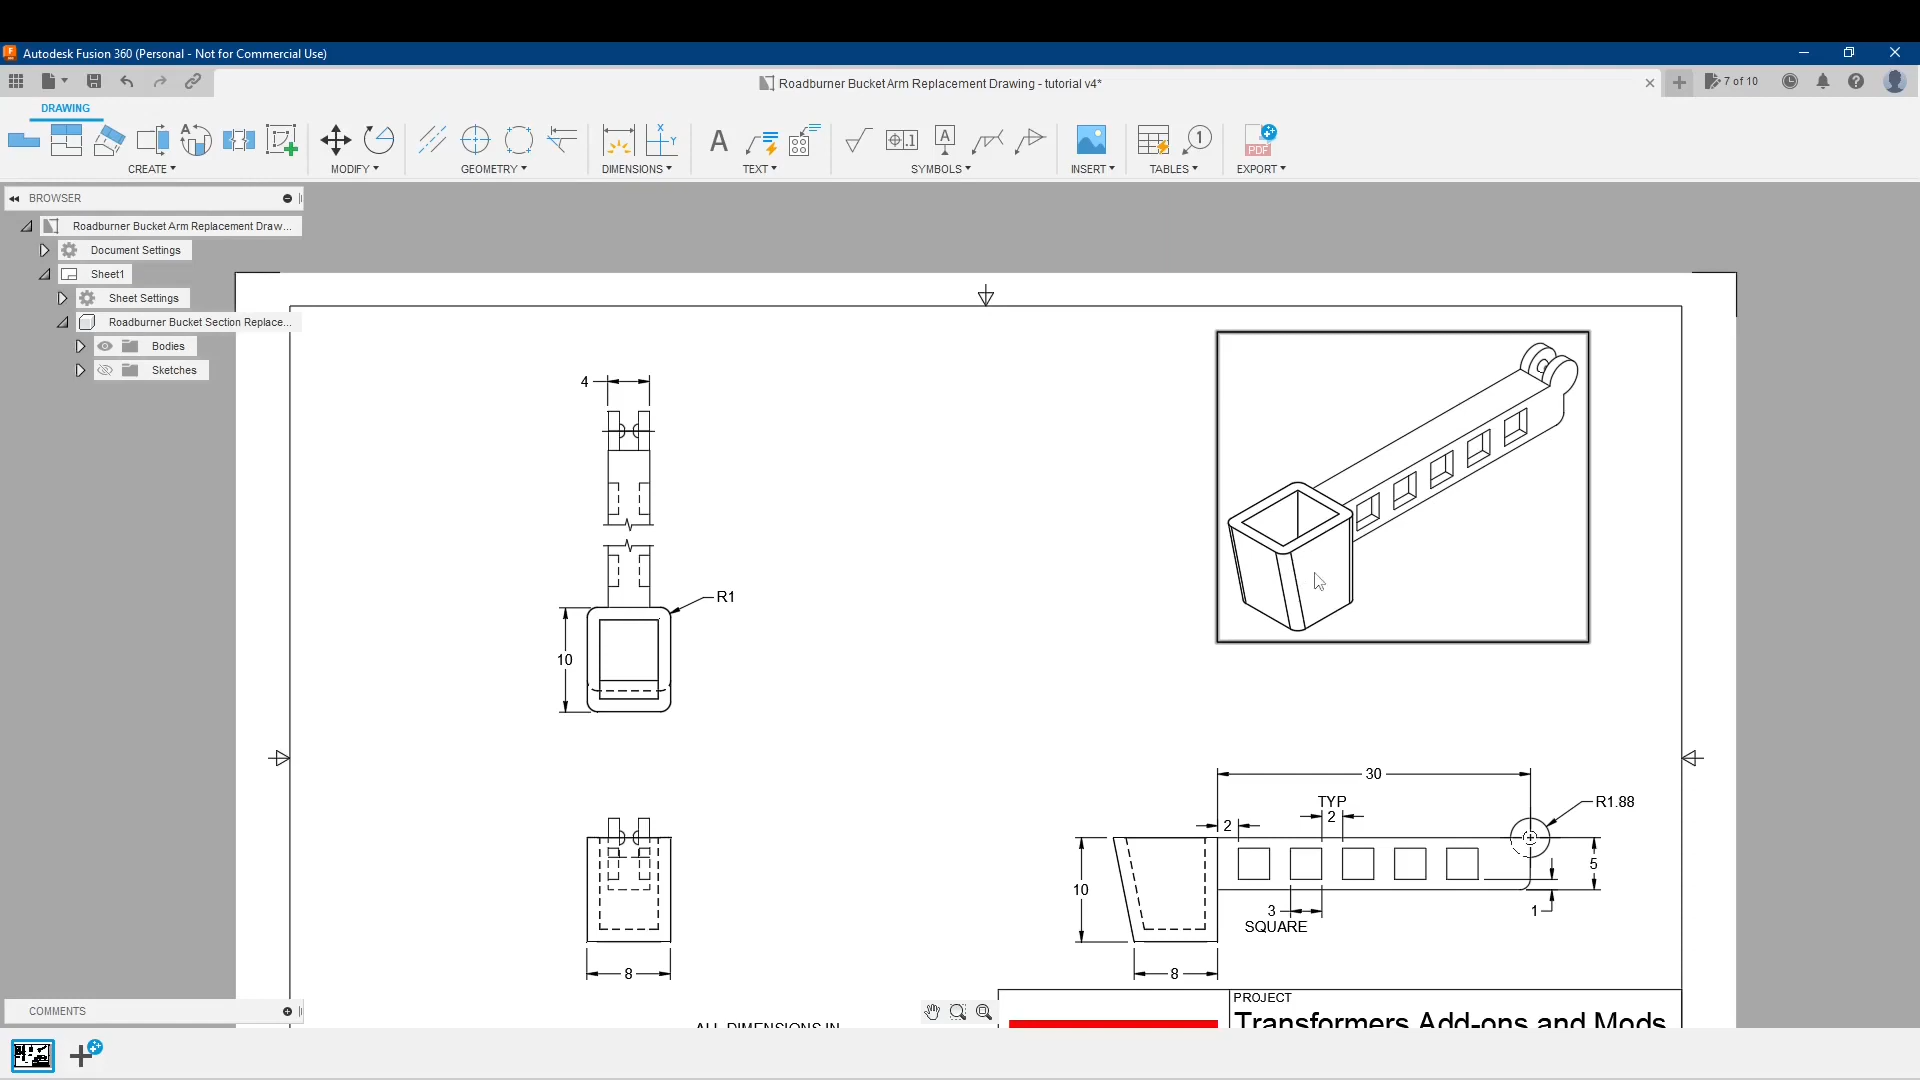 Autodesk Fusion 360 (Personal - Not for Commercial Use)
Roadburner Bucket Arm Replacement Drawing - tutorial v4*
7 of 10
DRAWING
CREATE
MODIFY
GEOMETRY
DIMENSIONS
TEXT
SYMBOLS
INSERT
TABLES
EXPORT
BROWSER
Roadburner Bucket Arm Replacement Draw...
Document Settings
Sheet1
Sheet Settings
Roadburner Bucket Section Replace...
Bodies
Sketches
4
R1
10
30
TYP
2
2
R1.88
5
10
3
SQUARE
1
8
8
PROJECT
Transformers Add-ons and Mods
ALL DIMENSIONS IN
COMMENTS